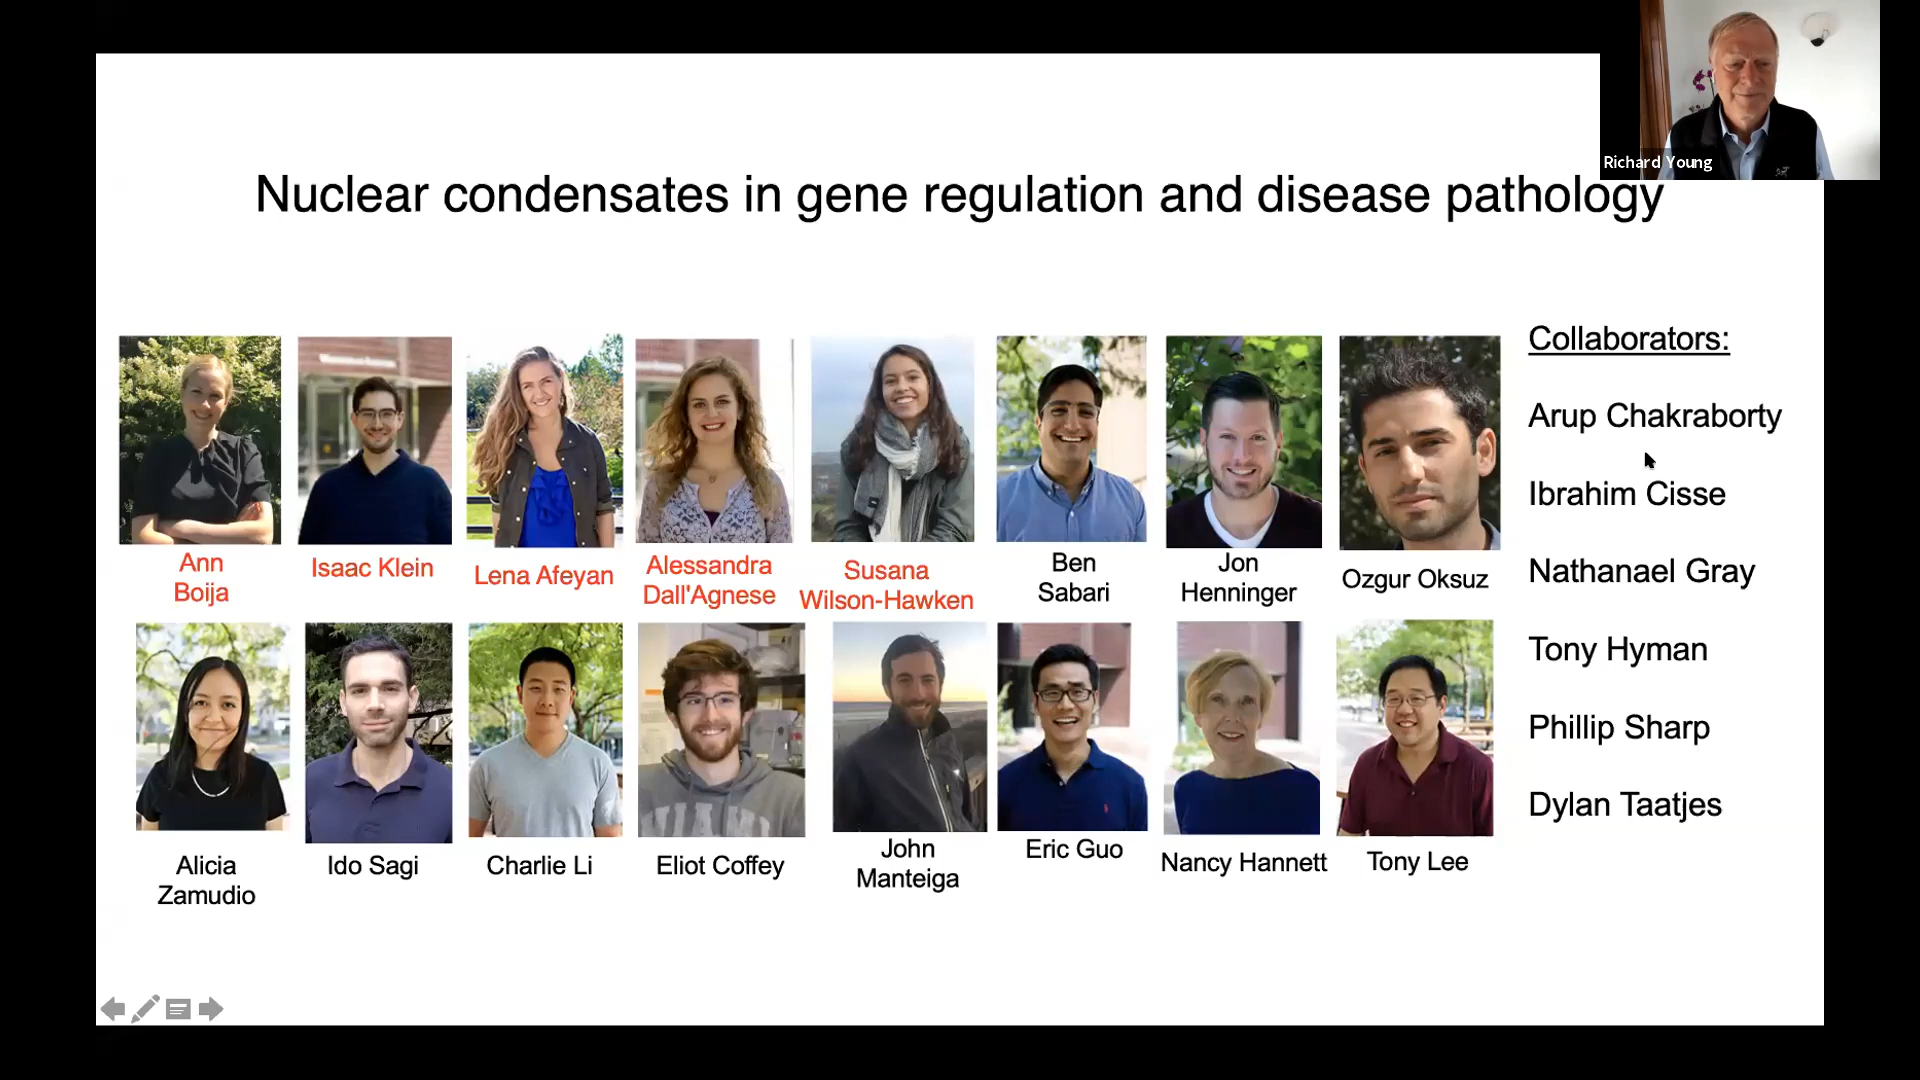 Richard Young
Nuclear condensates in gene regulation and disease pathology
Ann
Boija
Isaac Klein
Lena Afeyan
Alessandra
Dall'Agnese
Susana
Wilson-Hawken
Ben
Sabari
Jon
Henninger
Ozgur Oksuz
Alicia
Zamudio
Ido Sagi
Charlie Li
Eliot Coffey
John
Manteiga
Eric Guo
Nancy Hannett
Tony Lee
Collaborators:
Arup Chakraborty
Ibrahim Cisse
Nathanael Gray
Tony Hyman
Phillip Sharp
Dylan Taatjes